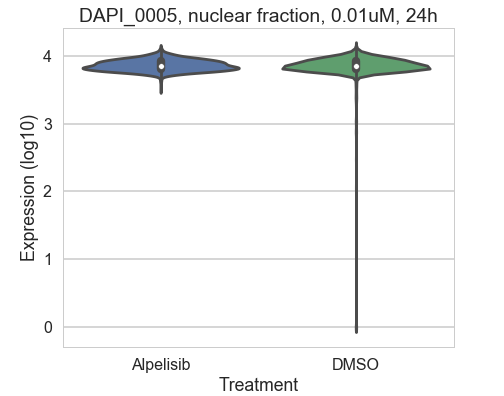 DAPI_0005, nuclear fraction, 0.01uM, 24h
4
3
2
1
0
Expression (log10)
Alpelisib
DMSO
Treatment